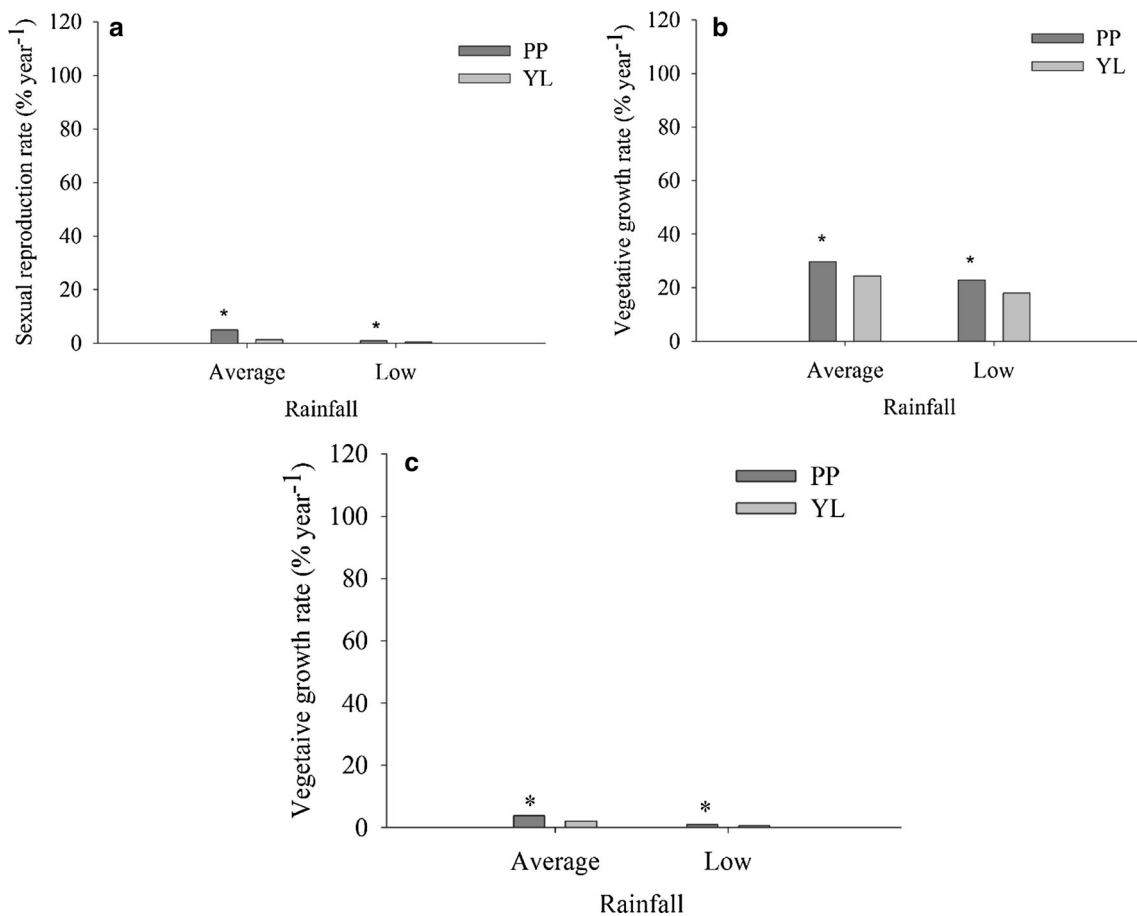 a
Sexual reproduction rate (% year-1)
120
100
80
60
40
20
0
PP
YL
*
*
Average
Low
Rainfall
b
Vegetative growth rate (% year-1)
120
100
80
60
40
20
0
PP
YL
*
*
Average
Low
Rainfall
c
Vegetaive growth rate (% year-1)
120
100
80
60
40
20
0
PP
YL
*
*
Average
Low
Rainfall